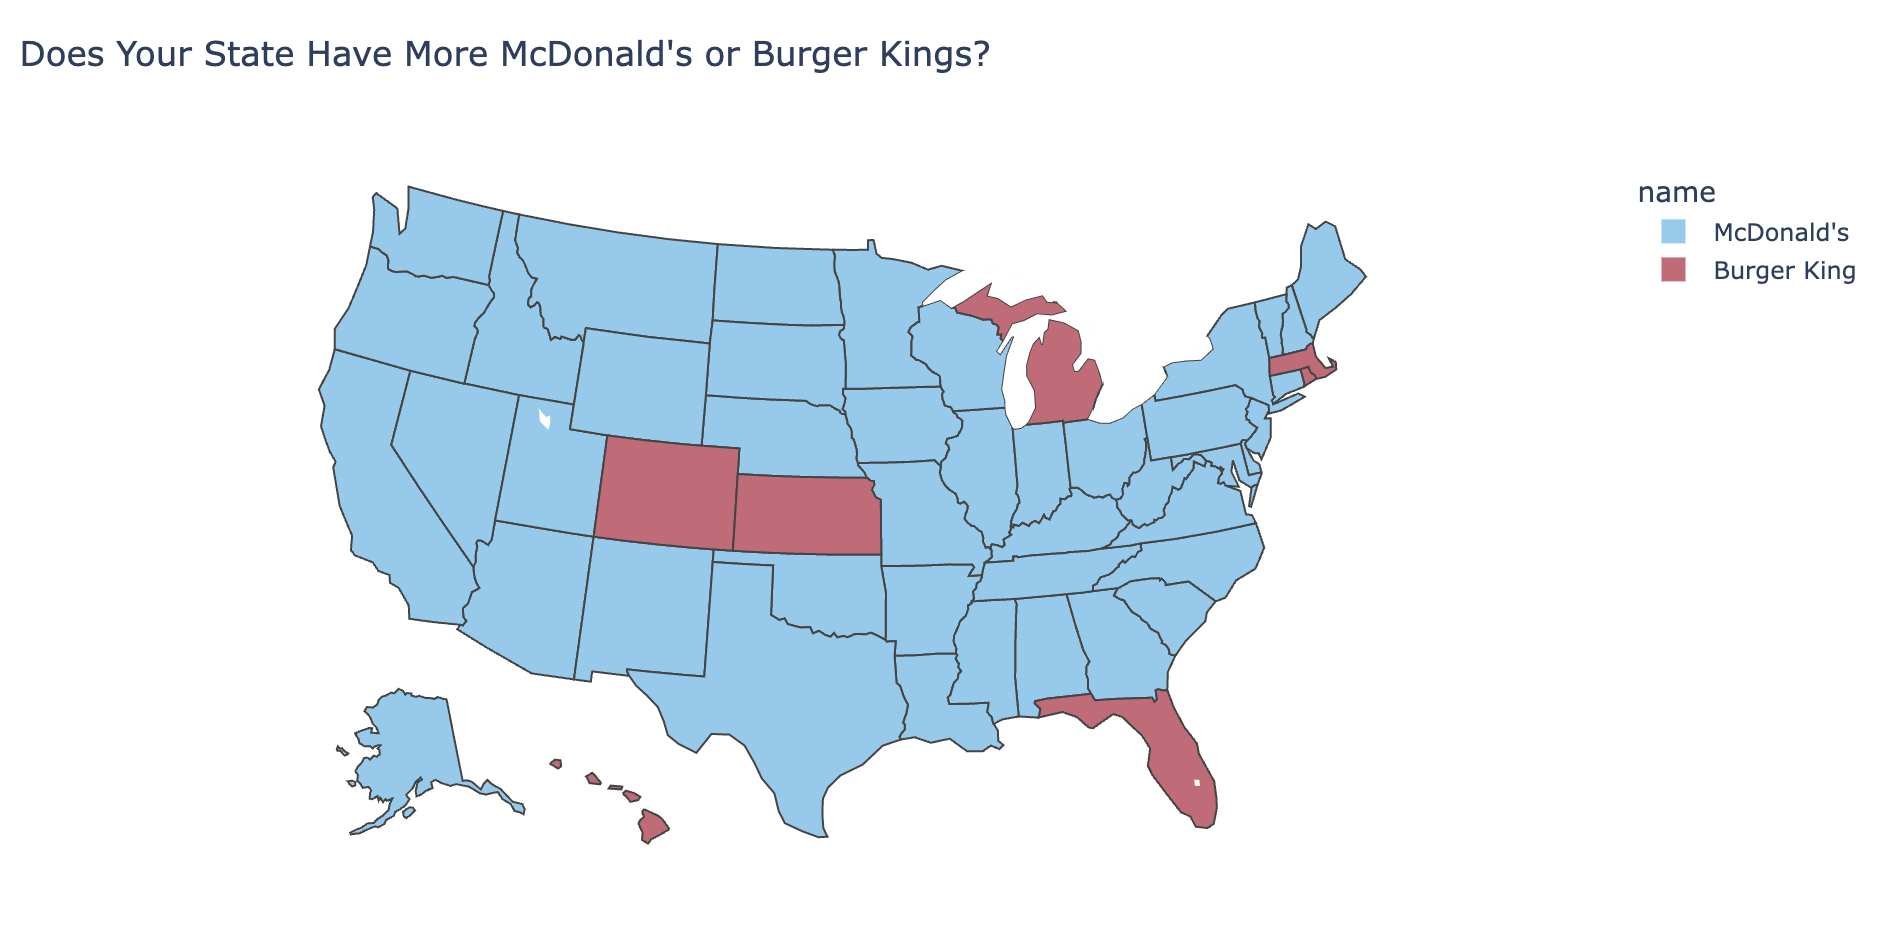 Does Your State Have More McDonald's or Burger Kings?
name
McDonald's
Burger King